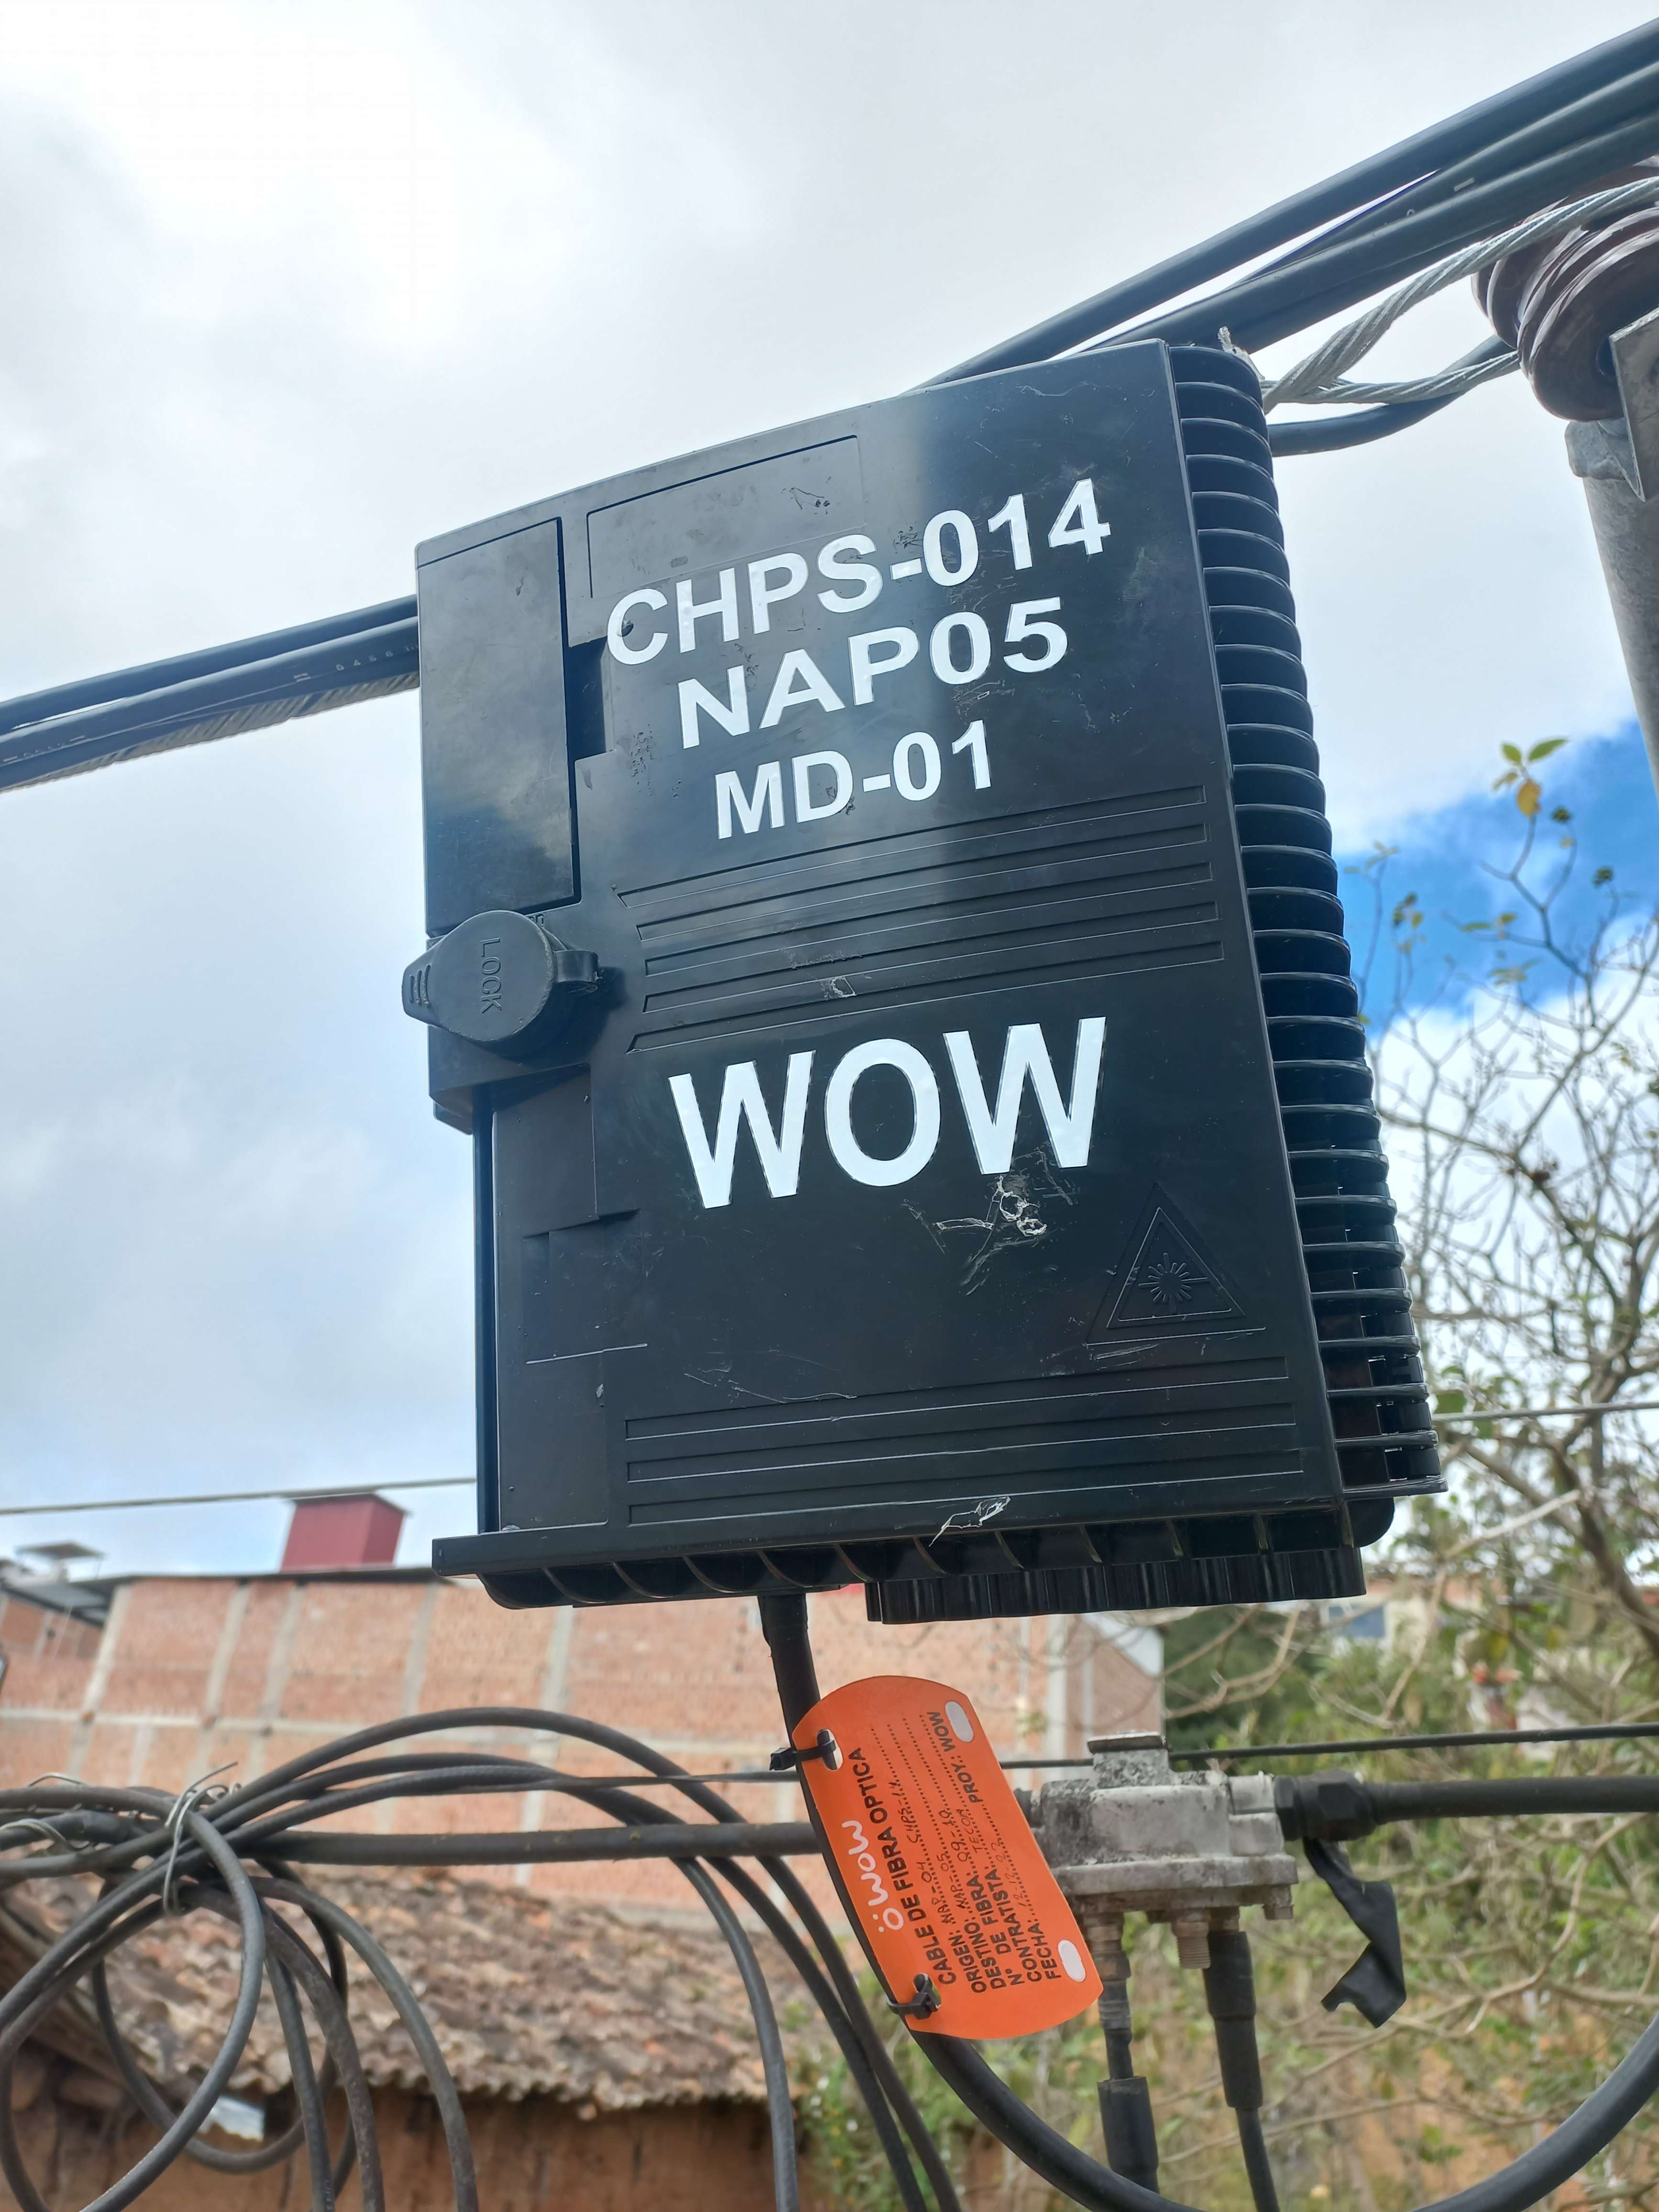 CHPS-014
NAP05
MD-01
LOCK
WOW
WOW
CABLE DE FIBRA OPTICA
ORIGEN:
DESTINO:
Nº DE FIBRA:
CONTRATISTA:
FECHA: PROY: WOW